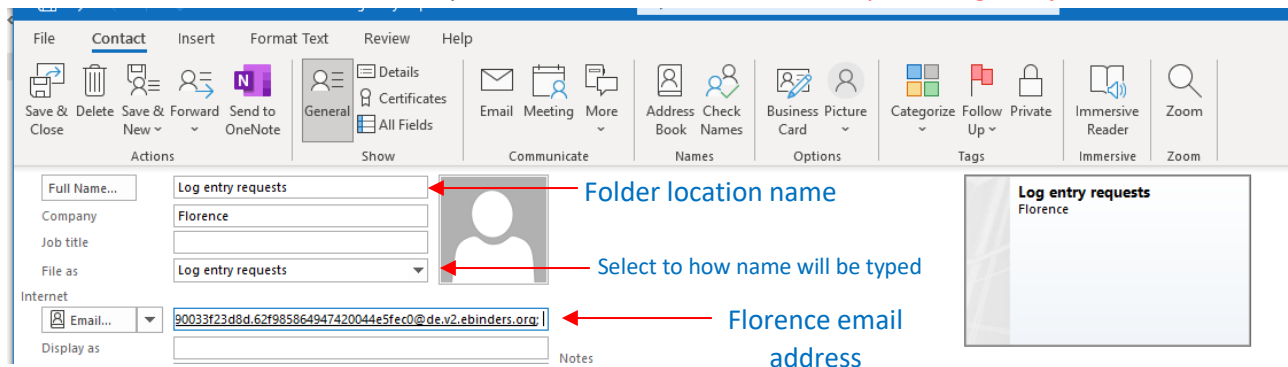 File Contact Insert Format Text Review Help
Save & Close Delete Save & New Forward Send to OneNote General Details Certificates All Fields Email Meeting More Address Book Check Names Business Card Picture Categorize Follow Up Private Immersive Reader Zoom
Actions Show Communicate Names Options Tags Immersive Zoom
Full Name... Log entry requests Folder location name Log entry requests
Company Florence Florence
Job title
File as Log entry requests Select to how name will be typed
Internet
Email... 90033f23d8d.62f985864947420044e5fec0@de.v2.ebinders.org; Florence email
Display as address
Notes